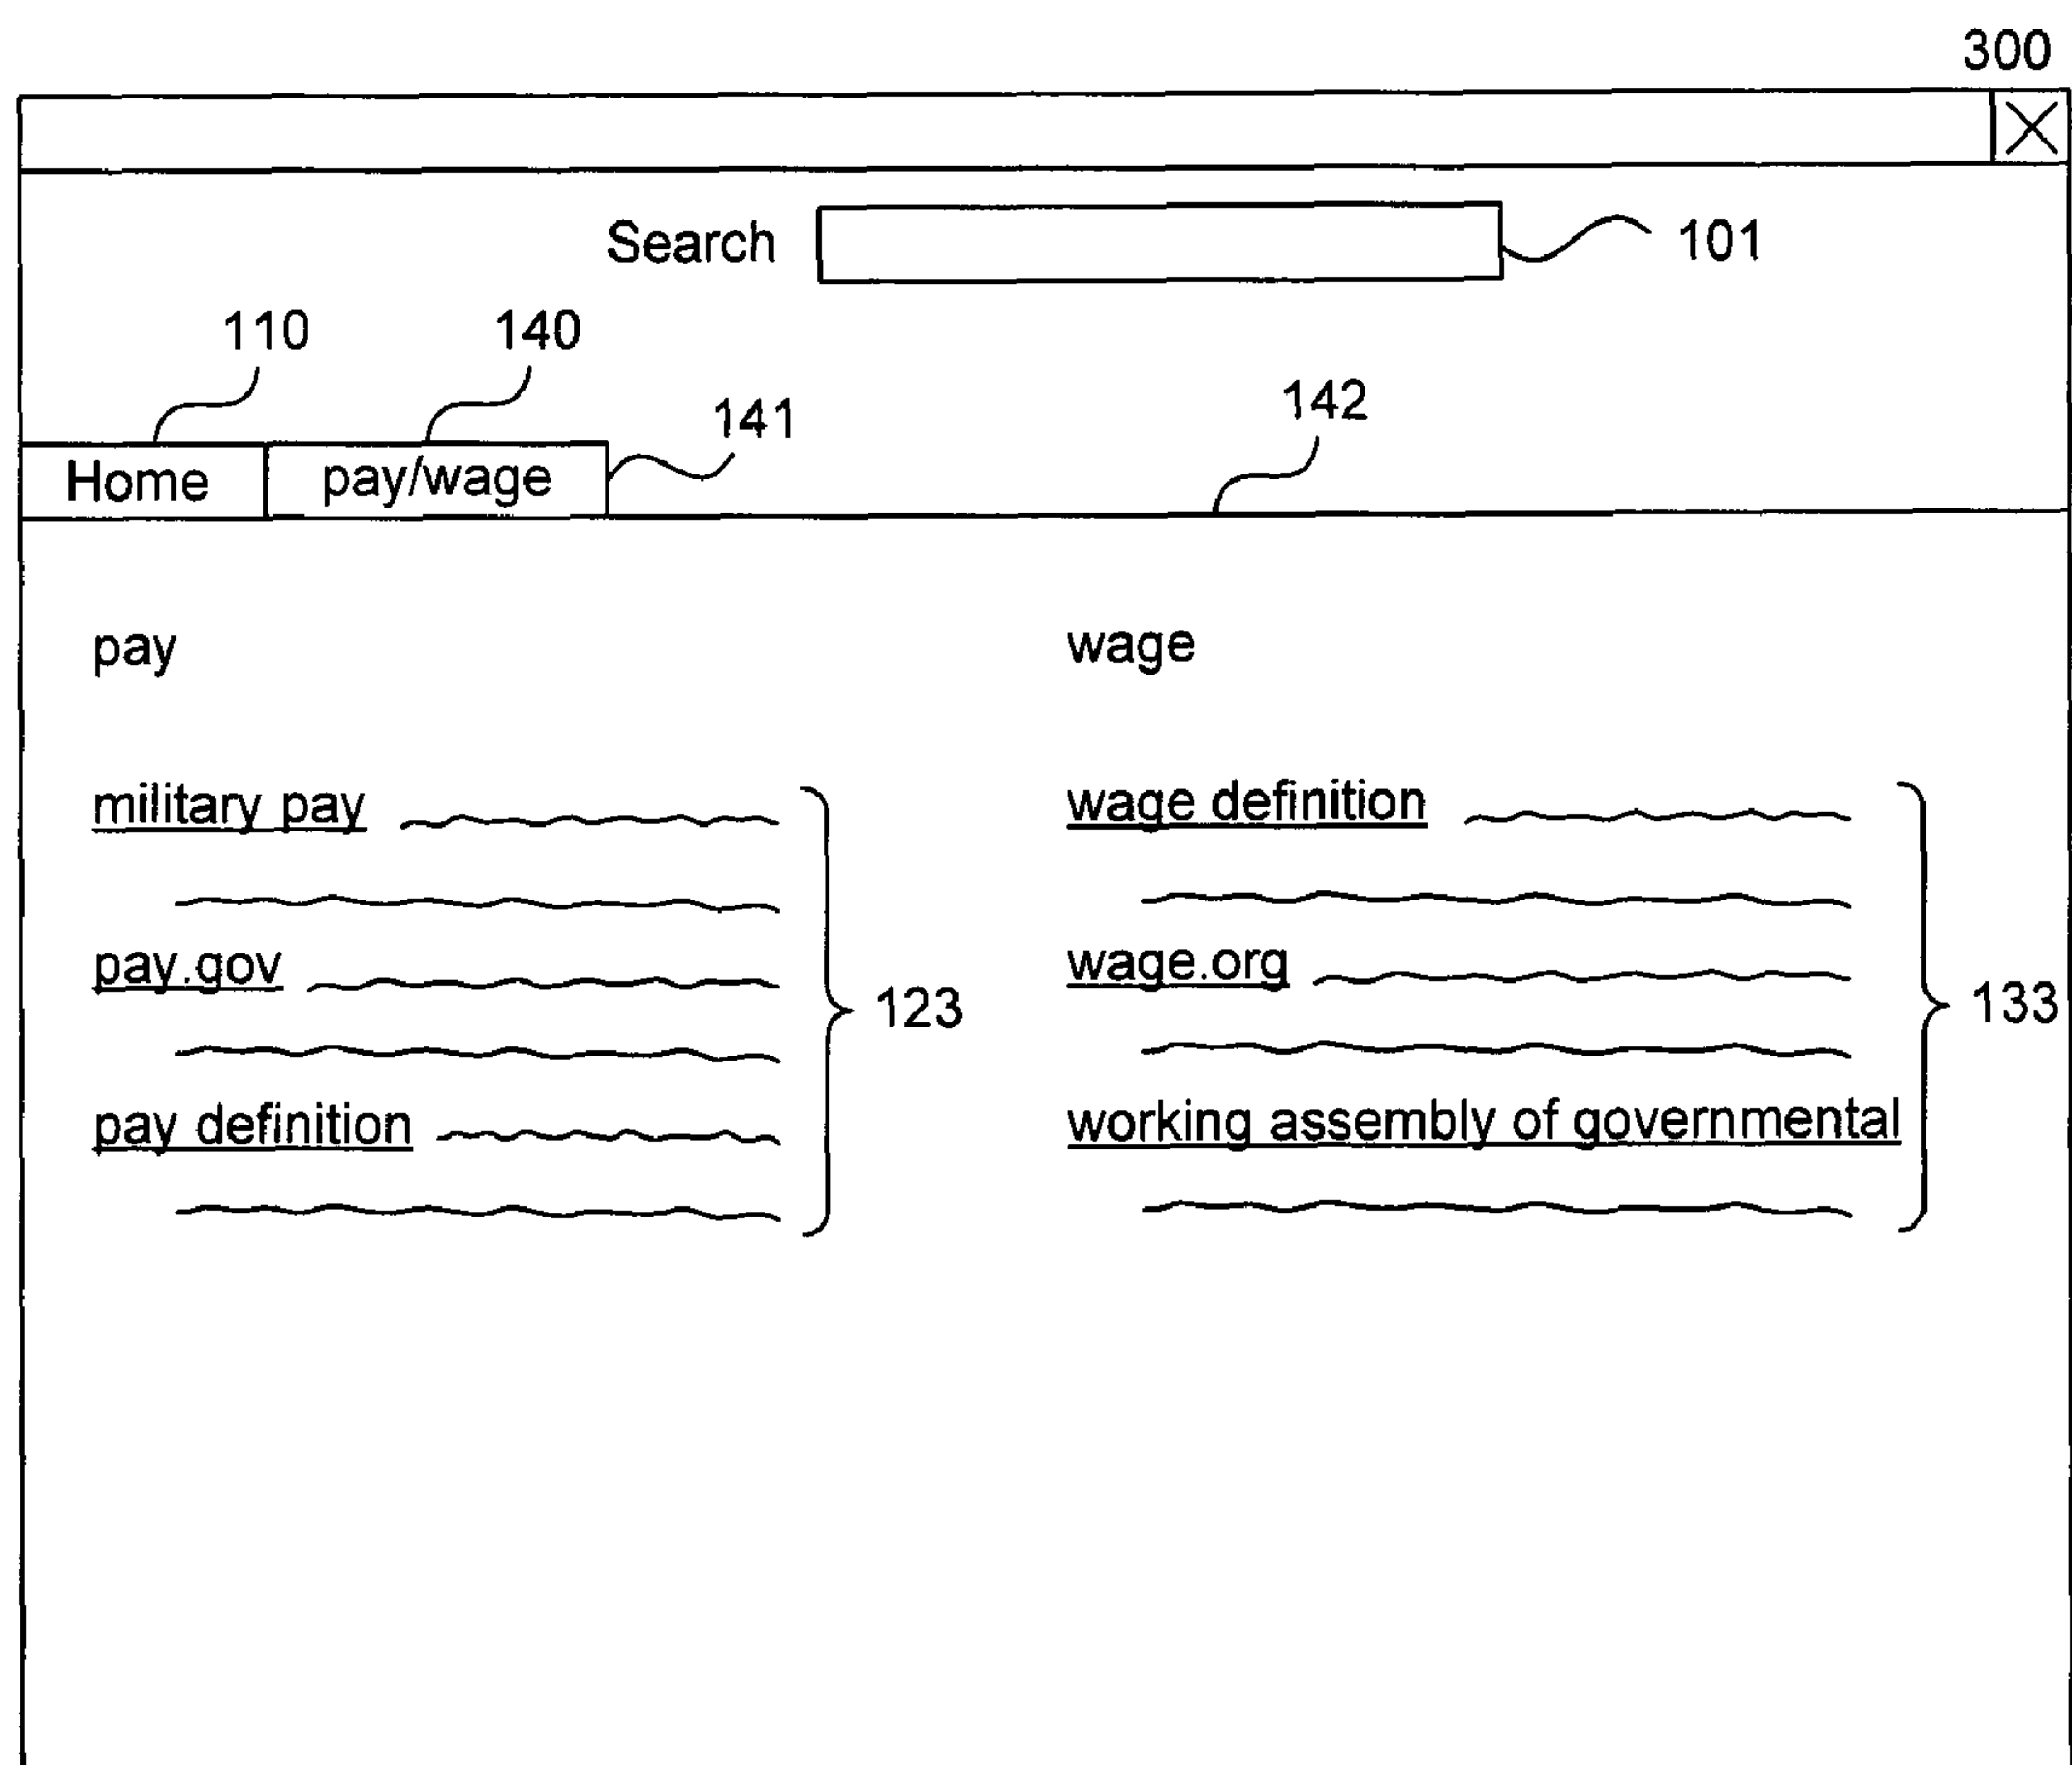 300
Search 101
110 140
141 142
Home pay/wage
pay wage
military pay wage definition
pay.gov wage.org
123 133
pay definition working assembly of governmental